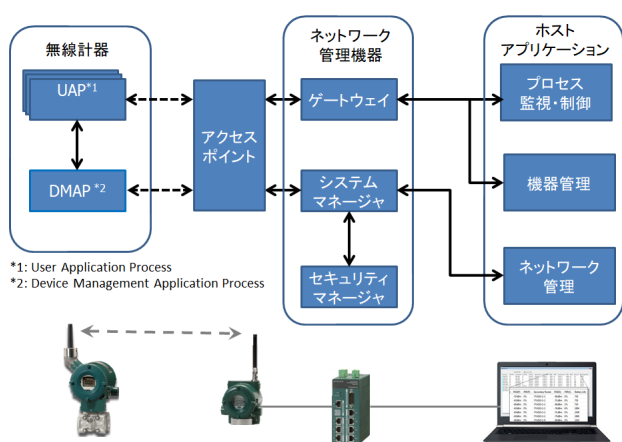 無線計器
UAP*1
DMAP *2
アクセス
ポイント
ネットワーク
管理機器
ゲートウェイ
システム
マネージャ
セキュリティ
マネージャ
ホスト
アプリケーション
プロセス
監視・制御
機器管理
ネットワーク
管理
*1: User Application Process
*2: Device Management Application Process